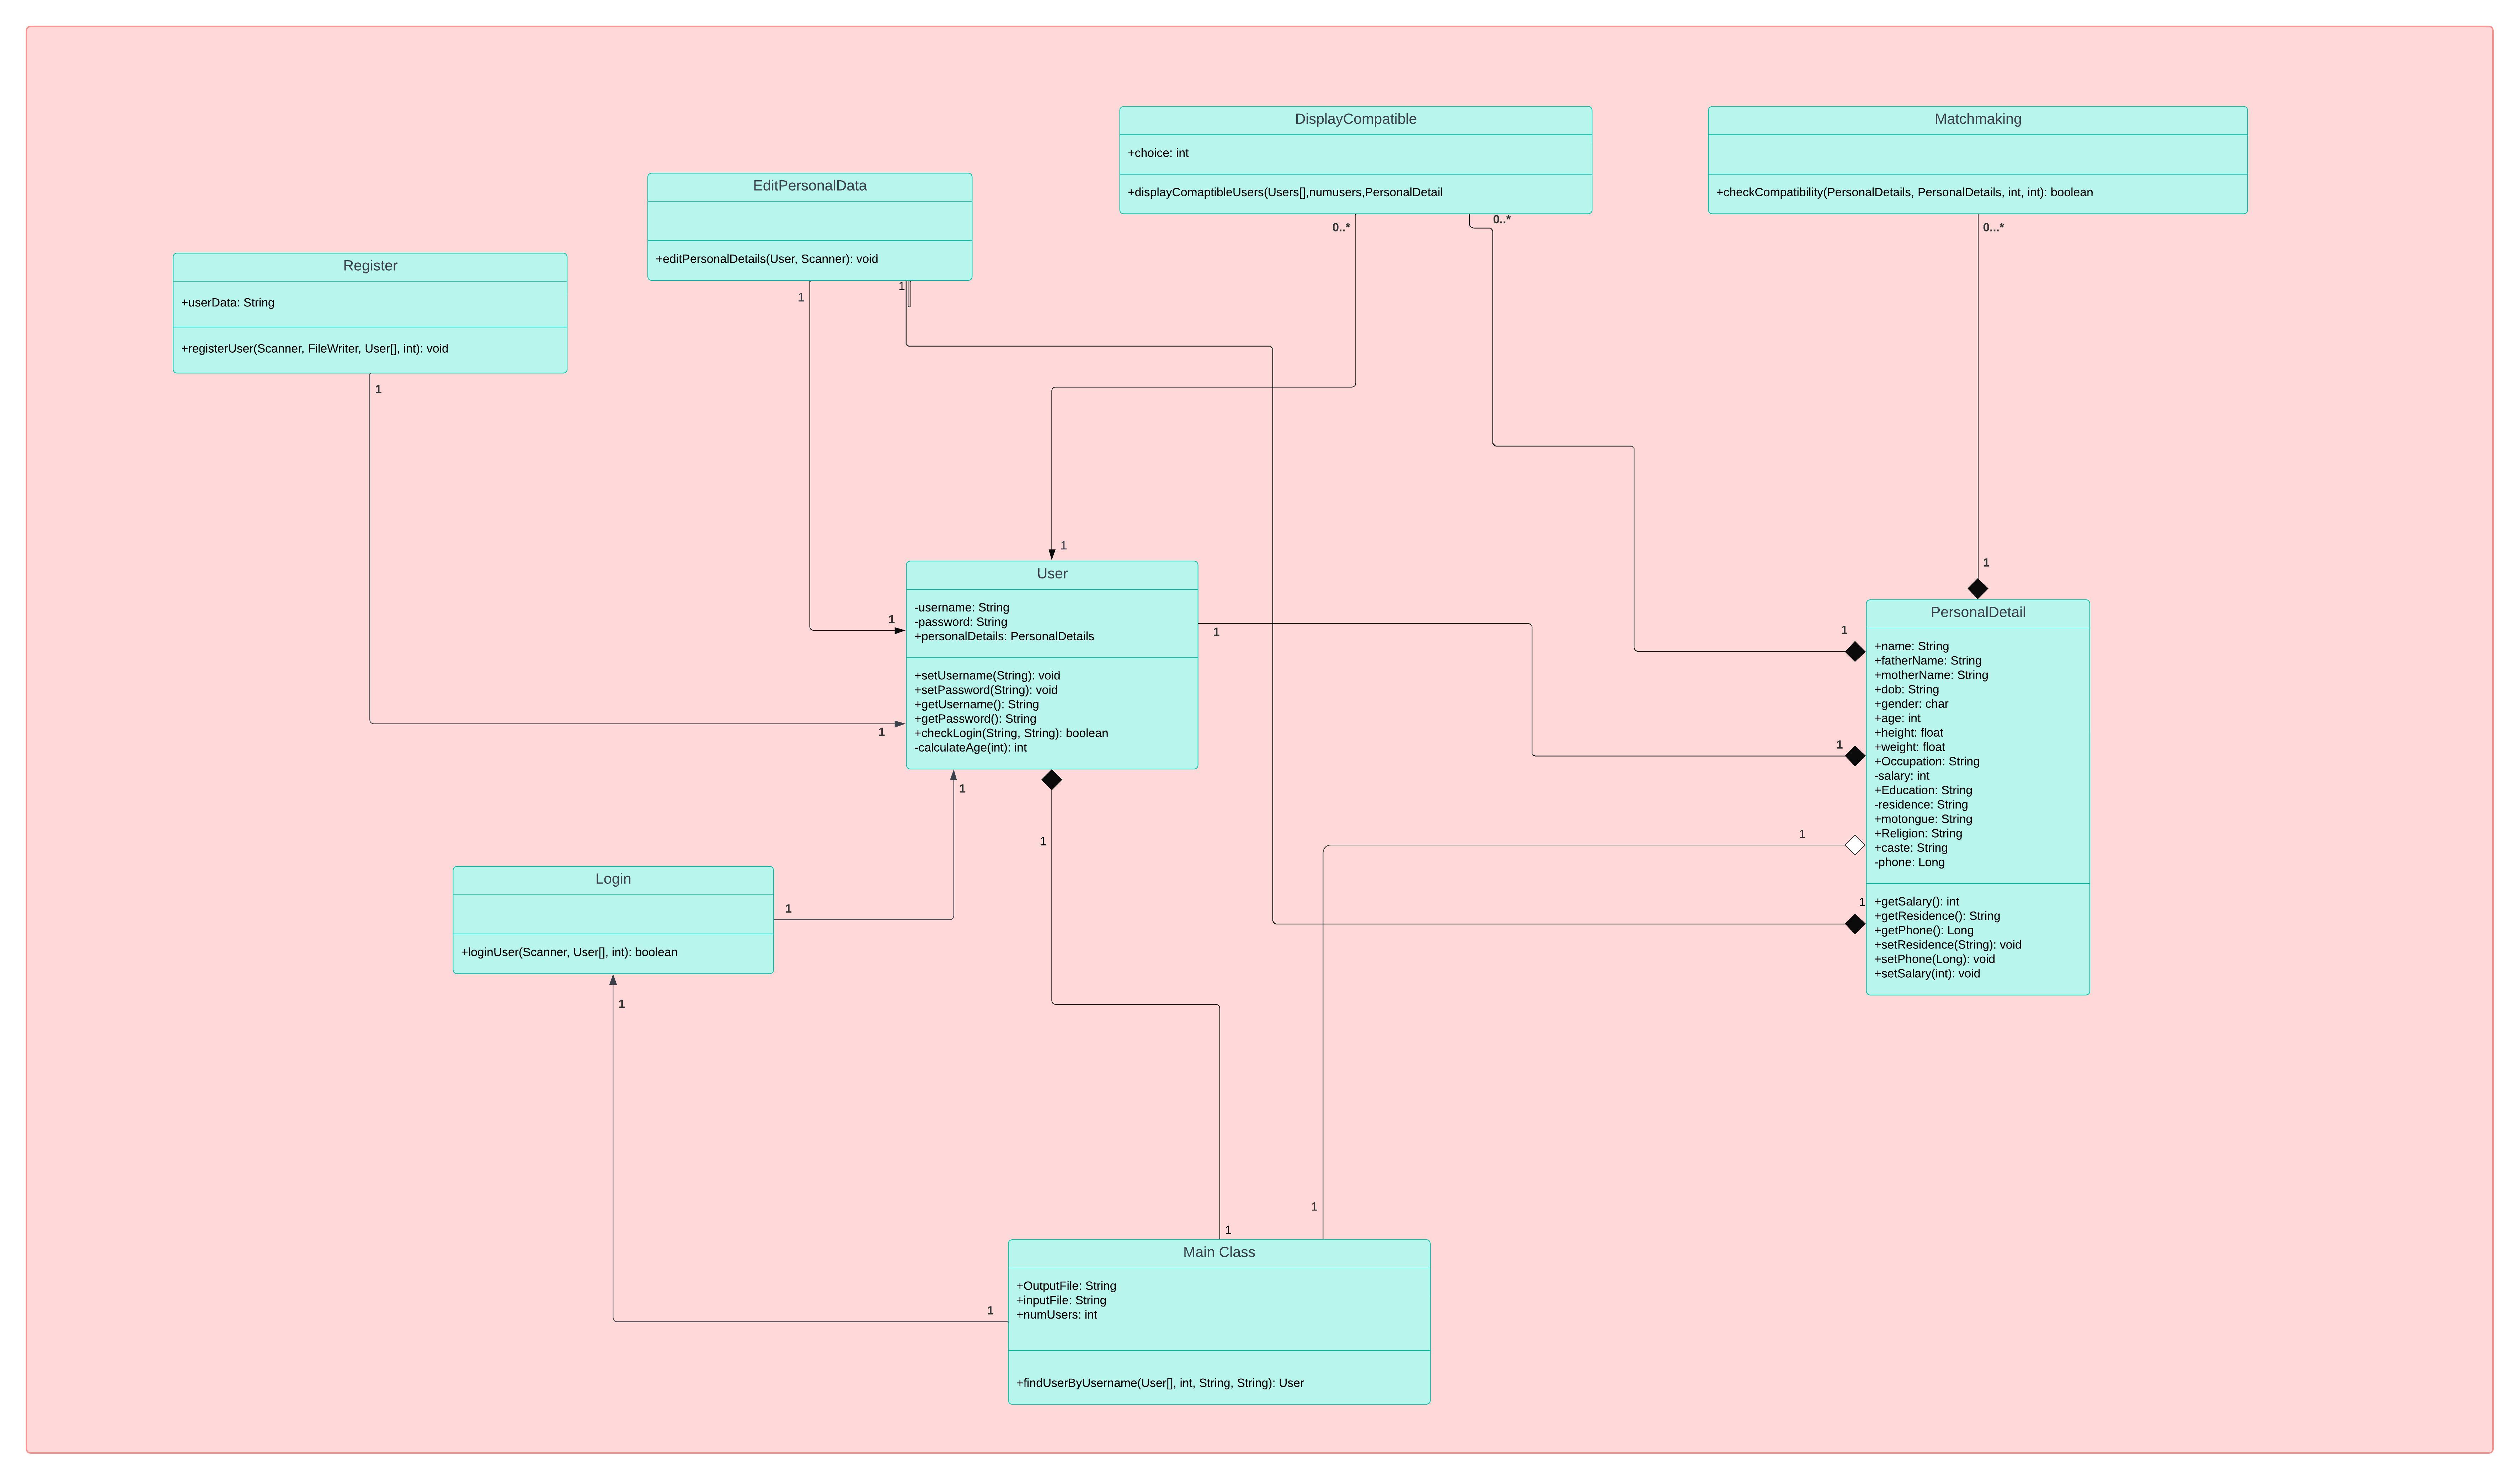 DisplayCompatible
+choice: int
+displayComaptibleUsers(Users[],numusers,PersonalDetail
0..*
0..*
Matchmaking
+checkCompatibility(PersonalDetails, PersonalDetails, int, int): boolean
0...*
EditPersonalData
+editPersonalDetails(User, Scanner): void
1
1
Register
+userData: String
+registerUser(Scanner, FileWriter, User[], int): void
1
1
User
-username: String
-password: String
+personalDetails: PersonalDetails
+setUsername(String): void
+setPassword(String): void
+getUsername(): String
+getPassword(): String
+checkLogin(String, String): boolean
-calculateAge(int): int
1
1
1
1
1
1
PersonalDetail
+name: String
+fatherName: String
+motherName: String
+dob: String
+gender: char
+age: int
+height: float
+weight: float
+Occupation: String
-salary: int
+Education: String
-residence: String
+motongue: String
+Religion: String
+caste: String
-phone: Long
+getSalary(): int
+getResidence(): String
+getPhone(): Long
+setResidence(String): void
+setPhone(Long): void
+setSalary(int): void
1
1
1
1
1
Login
+loginUser(Scanner, User[], int): boolean
1
1
Main Class
+OutputFile: String
+inputFile: String
+numUsers: int
+findUserByUsername(User[], int, String, String): User
1
1
1